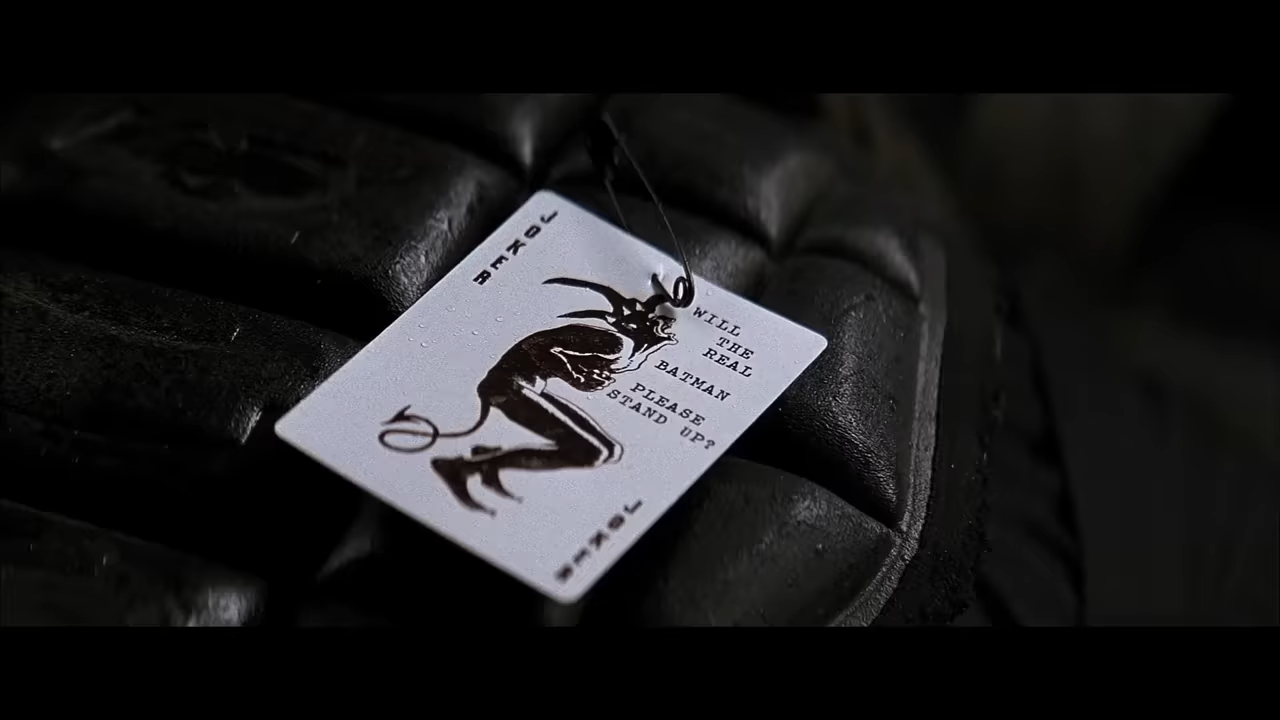 JOKER
WILL
THE
REAL
BATMAN
PLEASE
STAND UP?
JOKER